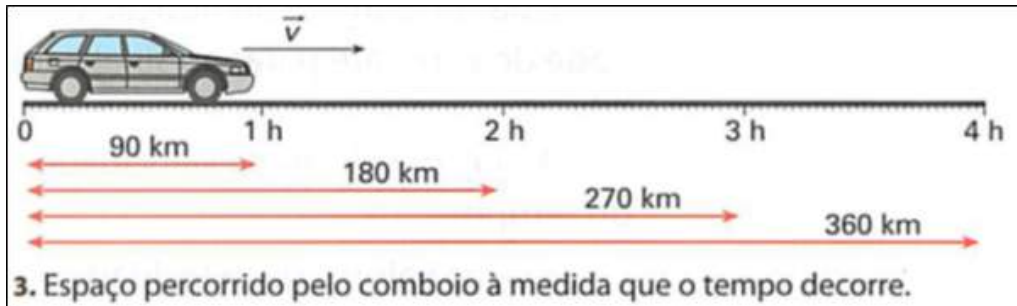 v
0 1 h 2 h 3 h 4 h
90 km
180 km
270 km
360 km
3. Espaço percorrido pelo comboio à medida que o tempo decorre.